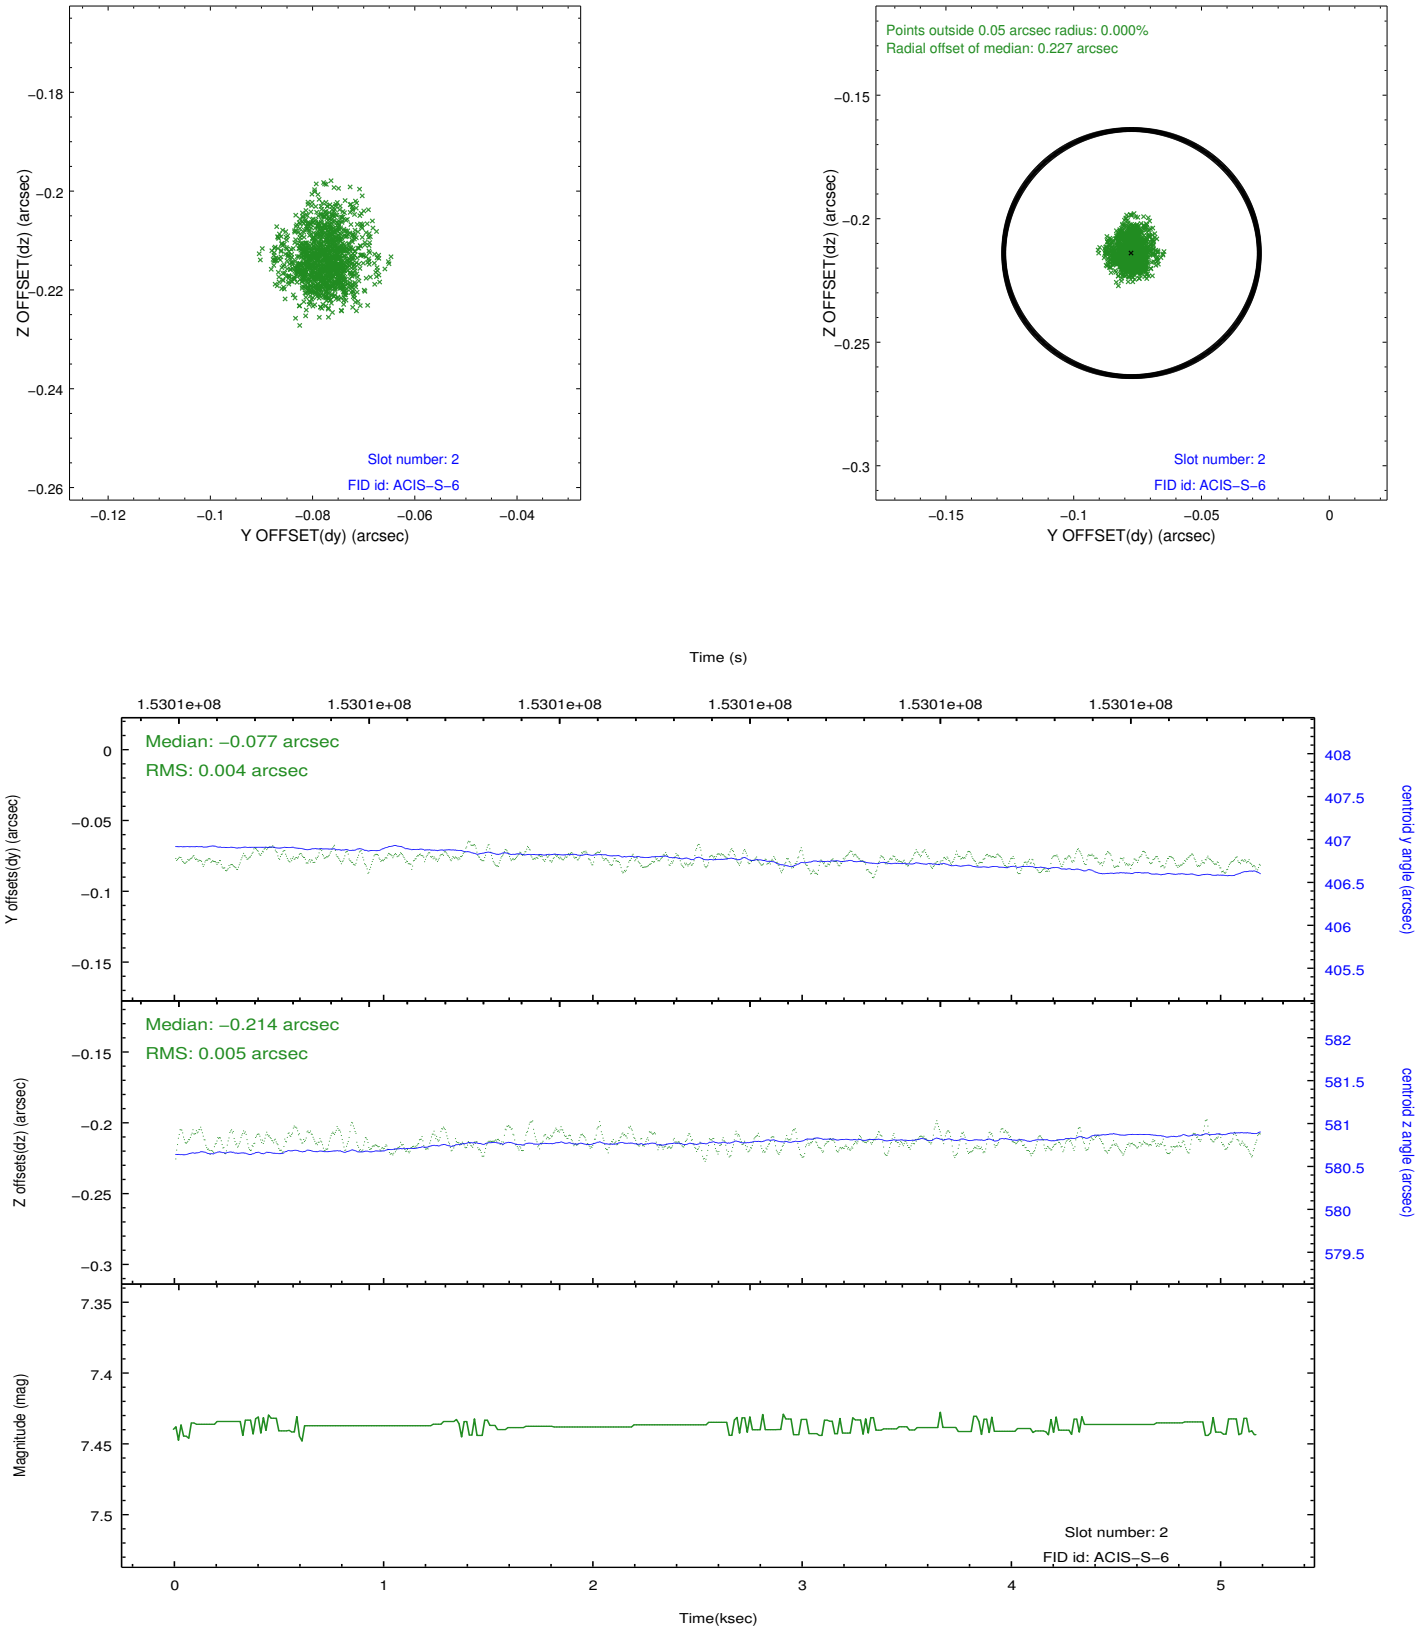 −0.18
−0.2
−0.22
−0.24
−0.26
Z OFFSET(dz) (arcsec)
Slot number: 2
FID id: ACIS−S−6
−0.12
−0.1
−0.08
−0.06
−0.04
Y OFFSET(dy) (arcsec)
Points outside 0.05 arcsec radius: 0.000%
Radial offset of median: 0.227 arcsec
−0.15
−0.2
−0.25
−0.3
Z OFFSET(dz) (arcsec)
Slot number: 2
FID id: ACIS−S−6
−0.15
−0.1
−0.05
0
Y OFFSET(dy) (arcsec)
Time (s)
1.5301e+08
1.5301e+08
1.5301e+08
1.5301e+08
1.5301e+08
1.5301e+08
Median: −0.077 arcsec
RMS: 0.004 arcsec
0
−0.05
−0.1
−0.15
Y offsets(dy) (arcsec)
408
407.5
407
406.5
406
405.5
centroid y angle (arcsec)
Median: −0.214 arcsec
RMS: 0.005 arcsec
−0.15
−0.2
−0.25
−0.3
Z offsets(dz) (arcsec)
582
581.5
581
580.5
580
579.5
centroid z angle (arcsec)
7.35
7.4
7.45
7.5
Magnitude (mag)
Slot number: 2
FID id: ACIS−S−6
0
1
2
3
4
5
Time(ksec)